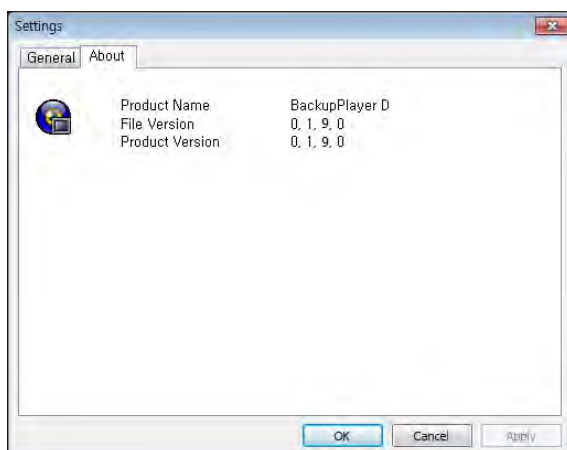 Settings
General About
Product Name BackupPlayer D
File Version 0, 1, 9, 0
Product Version 0, 1, 9, 0
OK Cancel Apply